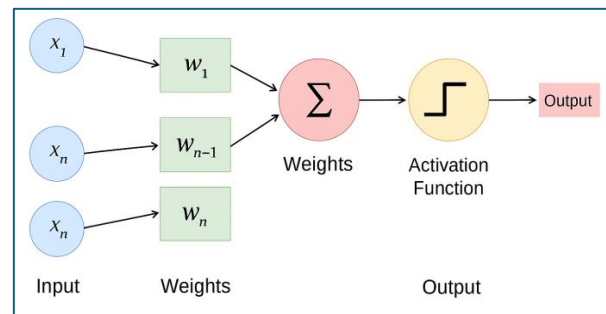 X1
w1
Xn
wn−1
Xn
wn
Σ
Weights
Activation
Function
Output
Input
Weights
Output